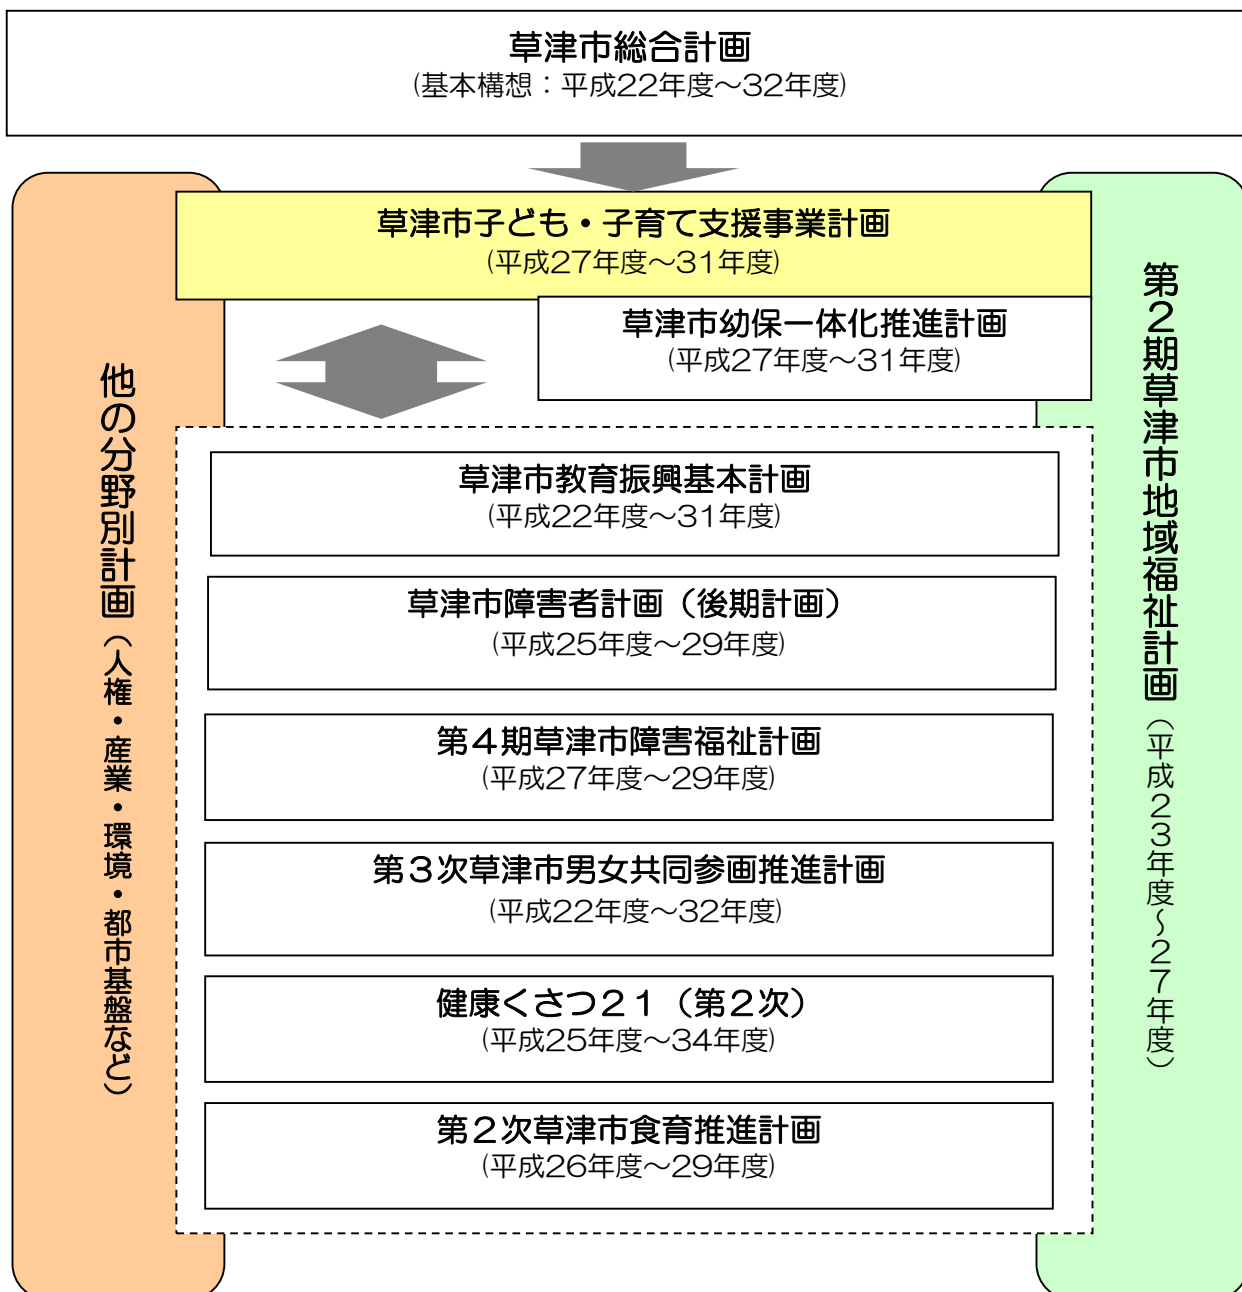 草津市総合計画
(基本構想：平成22年度～32年度)
草津市子ども・子育て支援事業計画
(平成27年度～31年度)
草津市幼保一体化推進計画
(平成27年度～31年度)
他の分野別計画（人権・産業・環境・都市基盤など）
草津市教育振興基本計画
(平成22年度～31年度)
草津市障害者計画（後期計画）
(平成25年度～29年度)
第４期草津市障害福祉計画
(平成27年度～29年度)
第３次草津市男女共同参画推進計画
(平成22年度～32年度)
健康くさつ２１（第２次）
(平成25年度～34年度)
第２次草津市食育推進計画
(平成26年度～29年度)
第２期草津市地域福祉計画（平成２３年度～２７年度）